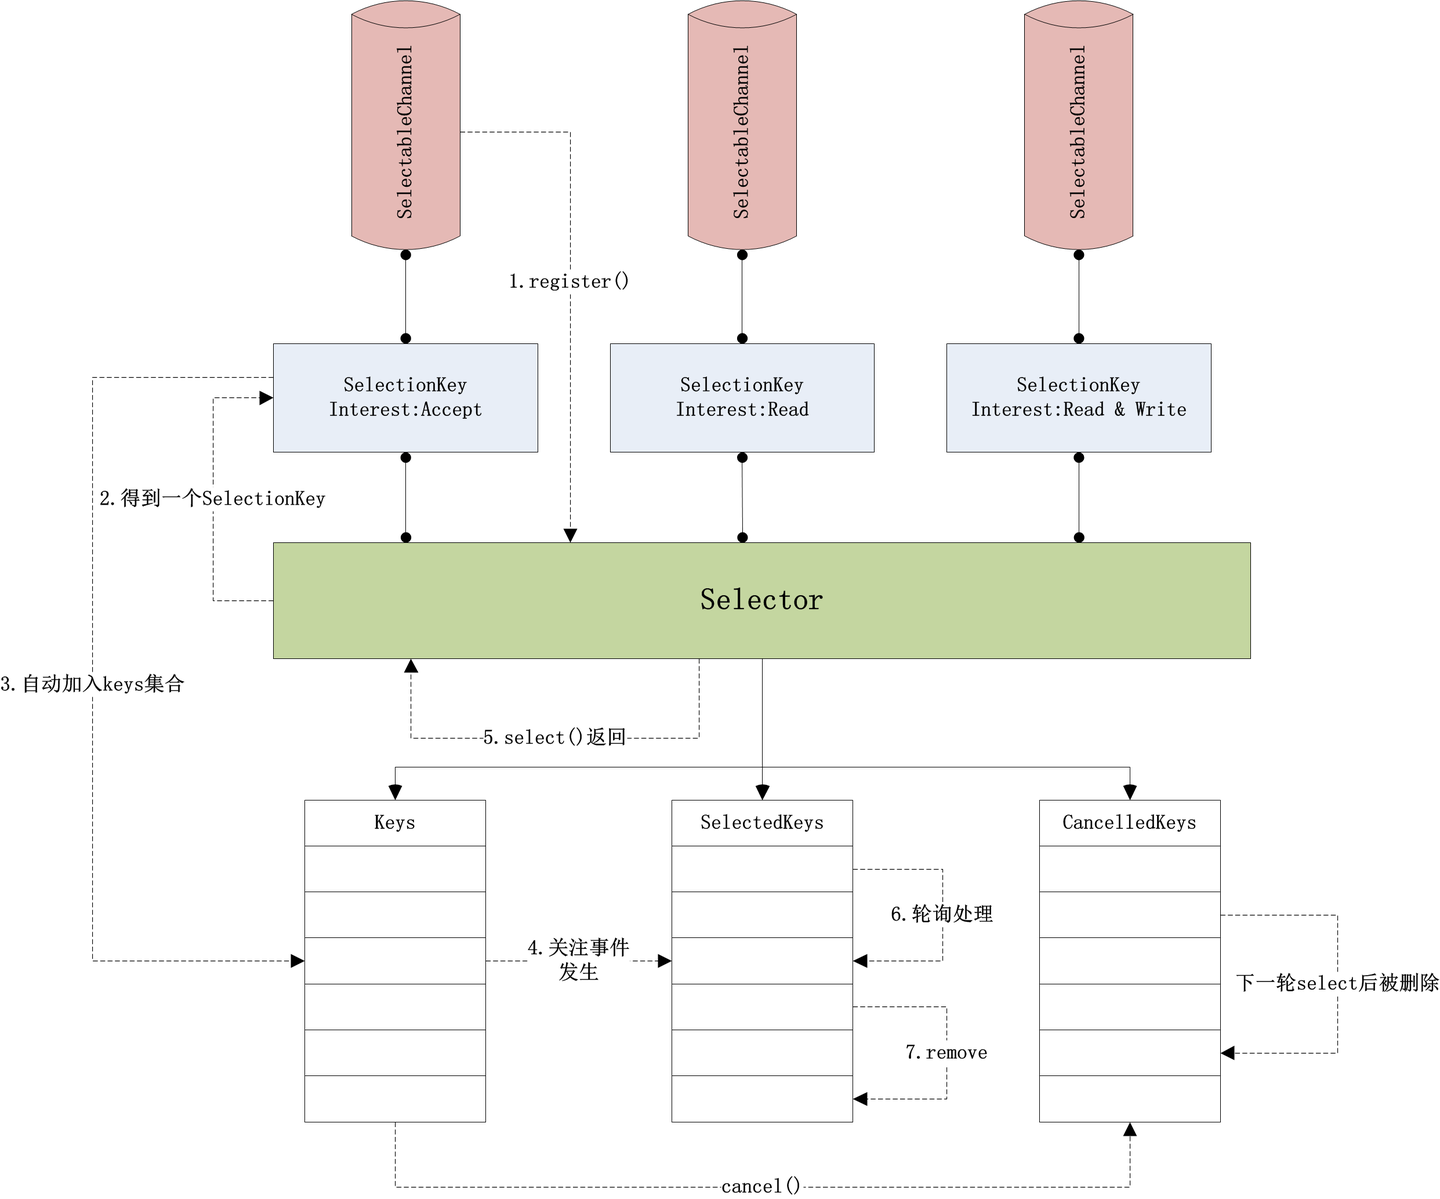 SelectableChannel
SelectableChannel
SelectableChannel
1.register()
SelectionKey
Interest:Accept
SelectionKey
Interest:Read
SelectionKey
Interest:Read & Write
2.得到一个SelectionKey
Selector
3.自动加入keys集合
5.select()返回
Keys
SelectedKeys
CancelledKeys
6.轮询处理
4.关注事件
发生
下一轮select后被删除
7.remove
cancel()